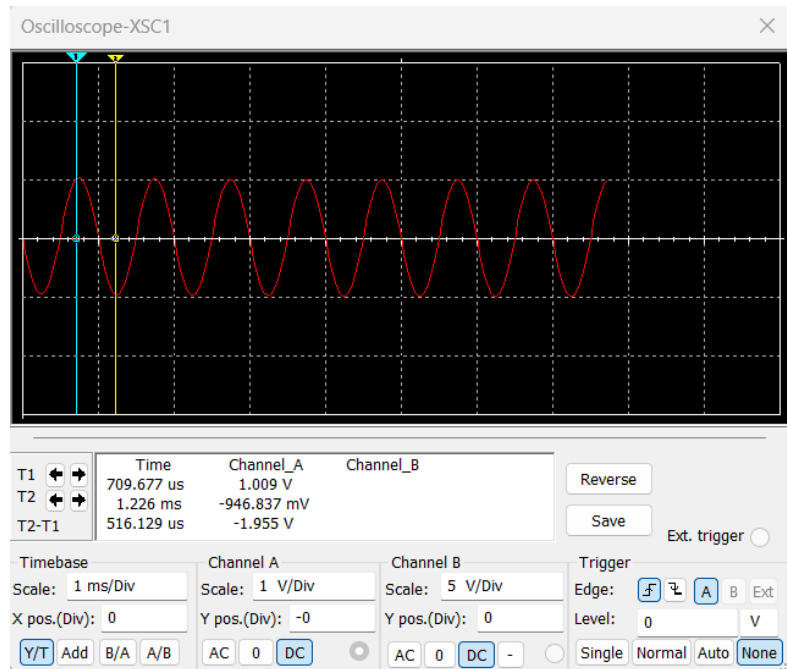 Oscilloscope-XSC1
1
2
Time Channel_A Channel_B
T1 709.677 us 1.009 V
T2 1.226 ms -946.837 mV
T2-T1 516.129 us -1.955 V
Reverse
Save
Ext. trigger
Timebase Channel A Channel B Trigger
Scale: 1 ms/Div Scale: 1 V/Div Scale: 5 V/Div Edge: A B Ext
X pos.(Div): 0 Y pos.(Div): -0 Y pos.(Div): 0 Level: 0 V
Y/T Add B/A A/B AC 0 DC AC 0 DC - Single Normal Auto None